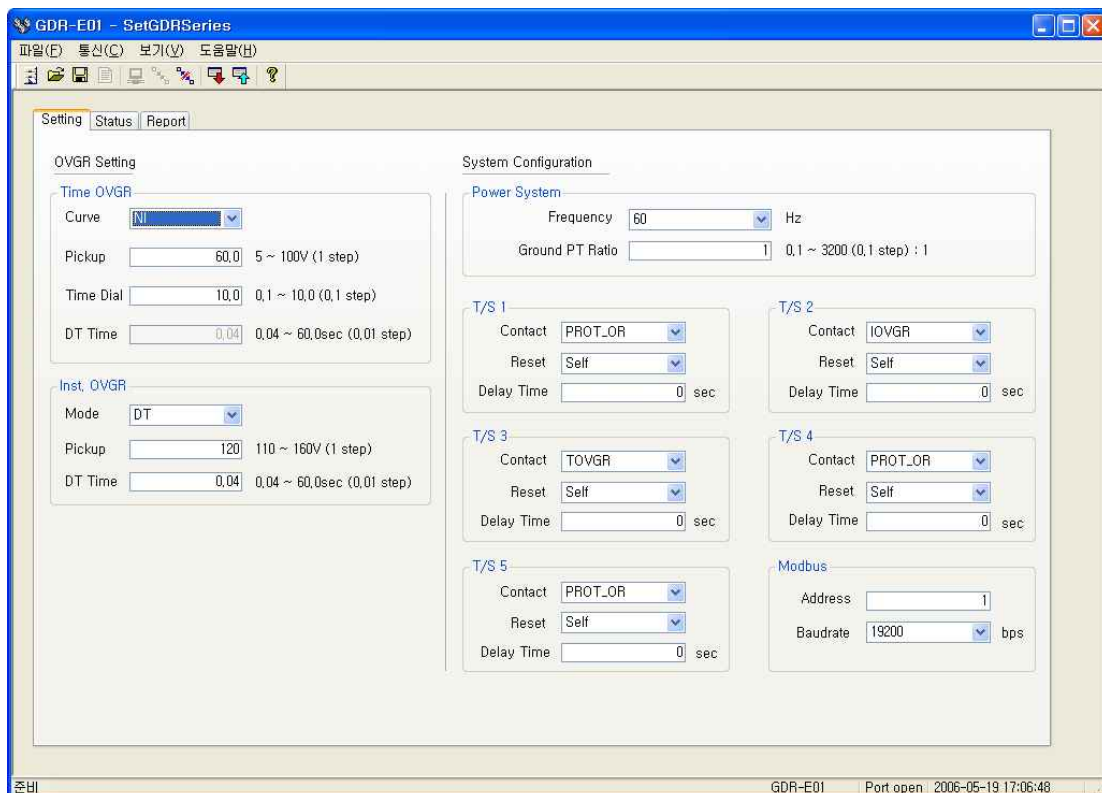 GDR-E01 - SetGDRSeries
파일(F) 통신(C) 보기(V) 도움말(H)
Setting Status Report
OVGR Setting
Time OVGR
Curve NI
Pickup 60,0 5 ~ 100V (1 step)
Time Dial 10,0 0,1 ~ 10,0 (0,1 step)
DT Time 0,04 0,04 ~ 60,0sec (0,01 step)
Inst, OVGR
Mode DT
Pickup 120 110 ~ 160V (1 step)
DT Time 0,04 0,04 ~ 60,0sec (0,01 step)
System Configuration
Power System
Frequency 60 Hz
Ground PT Ratio 1 0,1 ~ 3200 (0,1 step) : 1
T/S 1
Contact PROT_OR
Reset Self
Delay Time 0 sec
T/S 2
Contact IOVGR
Reset Self
Delay Time 0 sec
T/S 3
Contact TOVGR
Reset Self
Delay Time 0 sec
T/S 4
Contact PROT_OR
Reset Self
Delay Time 0 sec
T/S 5
Contact PROT_OR
Reset Self
Delay Time 0 sec
Modbus
Address 1
Baudrate 19200 bps
준비 GDR-E01 Port open 2006-05-19 17:06:48